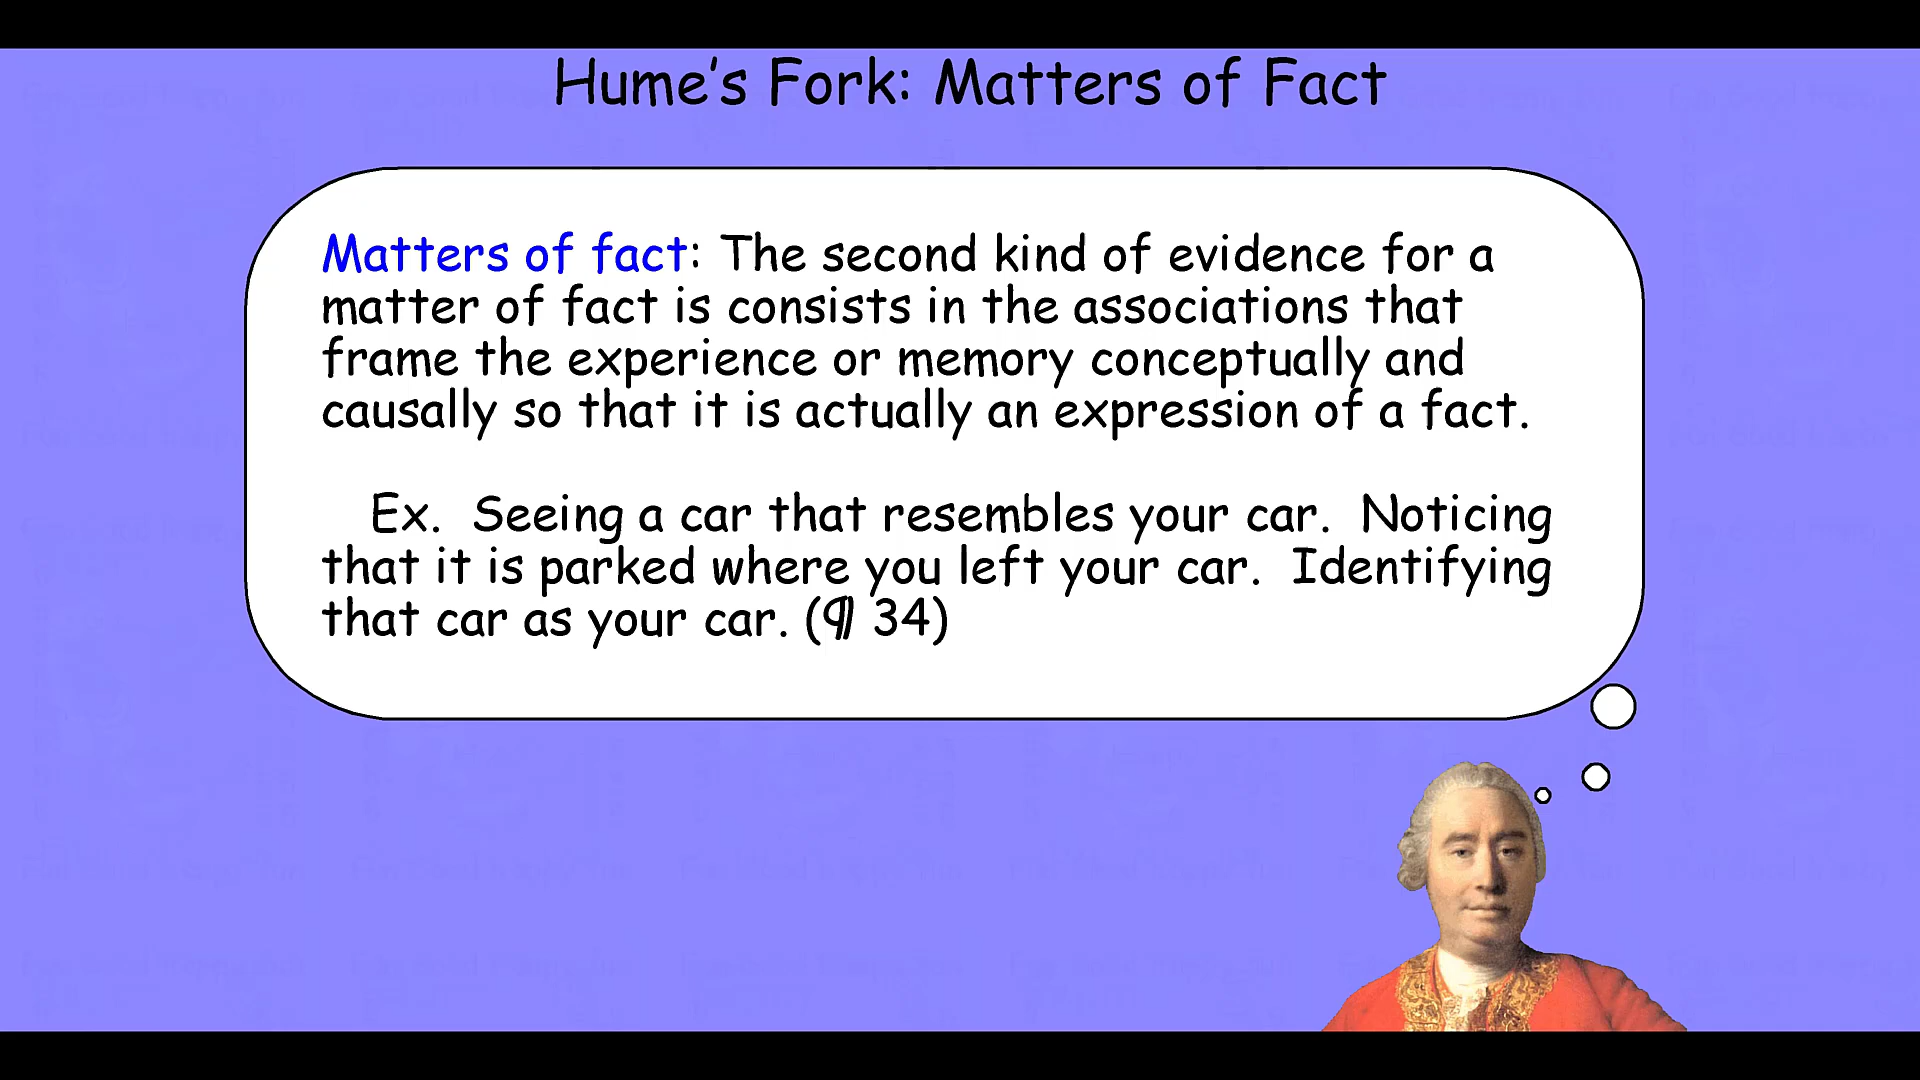 Hume’s Fork: Matters of Fact
Matters of fact: The second kind of evidence for a
matter of fact is consists in the associations that
frame the experience or memory conceptually and
causally so that it is actually an expression of a fact.
Ex. Seeing a car that resembles your car. Noticing
that it is parked where you left your car. Identifying
that car as your car. (¶ 34)